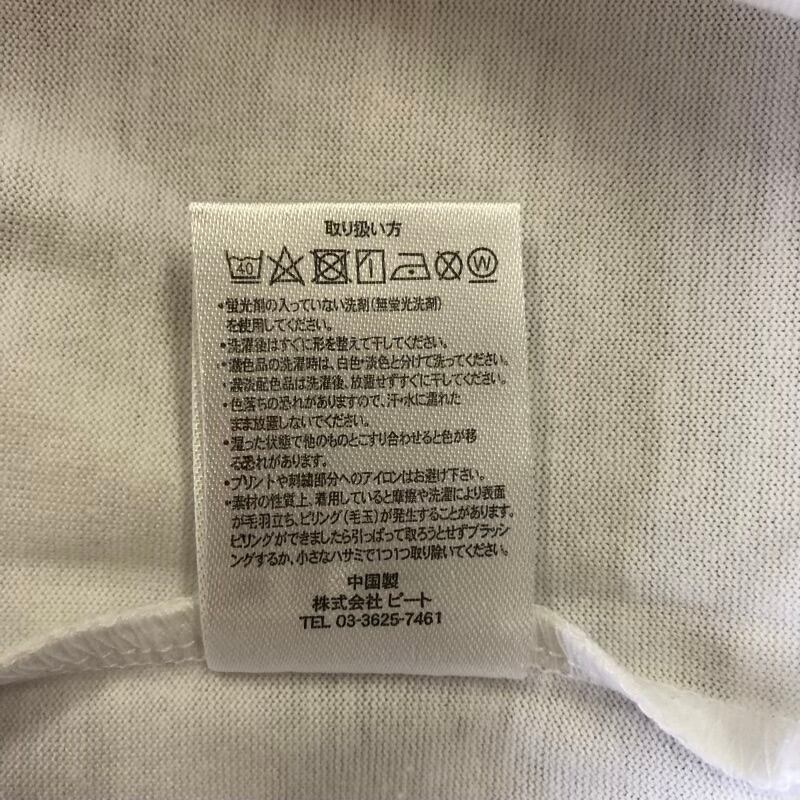 取り扱い方
40 W
•蛍光剤の入っていない洗剤(無蛍光洗剤)
を使用してください。
•洗濯後はすぐに形を整えて干してください。
•濃色品の洗濯時は、白色・淡色と分けて洗ってください。
•濃淡配色品は洗濯後、放置せずすぐに干してください。
•色落ちの恐れがありますので、汗・水に濡れた
まま放置しないでください。
•湿った状態で他のものとこすり合わせると色が移
る恐れがあります。
•プリントや刺繍部分へのアイロンはお避け下さい。
•素材の性質上、着用していると摩擦や洗濯により表面
が毛羽立ち、ピリング(毛玉)が発生することがあります。
ピリングができましたら引っぱって取ろうとせずブラッシ
ングするか、小さなハサミで1つ1つ取り除いてください。
中国製
株式会社 ピート
TEL 03-3625-7461